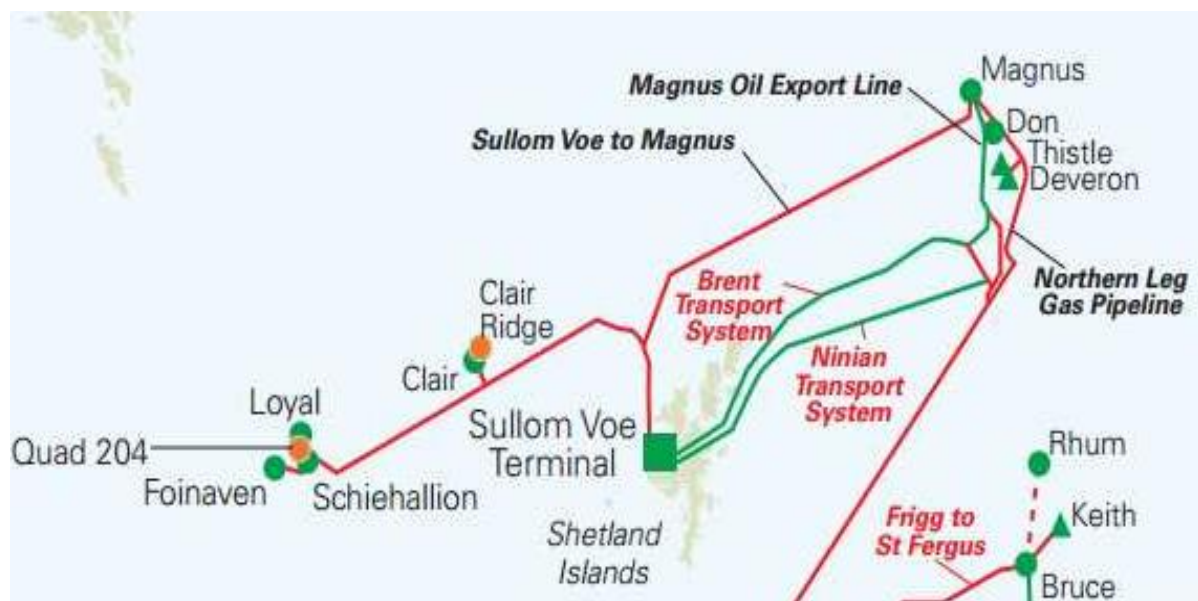 Magnus
Magnus Oil Export Line
Don
Sullom Voe to Magnus
Thistle
Deveron
Brent
Transport
System
Northern Leg
Gas Pipeline
Clair
Ridge
Clair
Ninian
Transport
System
Loyal
Sullom Voe
Terminal
Quad 204
Foinaven
Schiehallion
Rhum
Shetland
Islands
Frigg to
St Fergus
Keith
Bruce